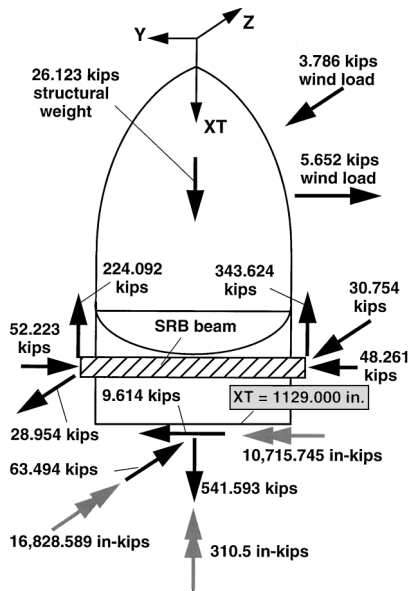 Z
Y
3.786 kips
wind load
26.123 kips
structural
weight
XT
5.652 kips
wind load
224.092
kips
343.624
kips
30.754
kips
SRB beam
52.223
kips
48.261
kips
9.614 kips
XT = 1129.000 in.
28.954 kips
10,715.745 in-kips
63.494 kips
541.593 kips
16,828.589 in-kips
310.5 in-kips